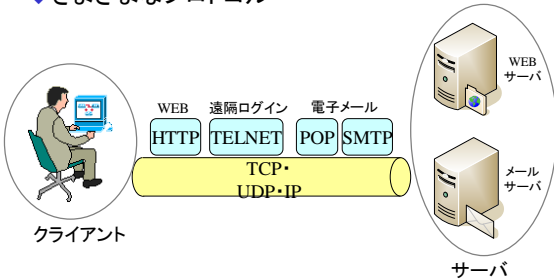 ◆さまざまなプロトコル
WEB
サーバ
WEB 遠隔ログイン 電子メール
HTTP TELNET POP SMTP
TCP・
UDP・IP
メール
サーバ
クライアント
サーバ